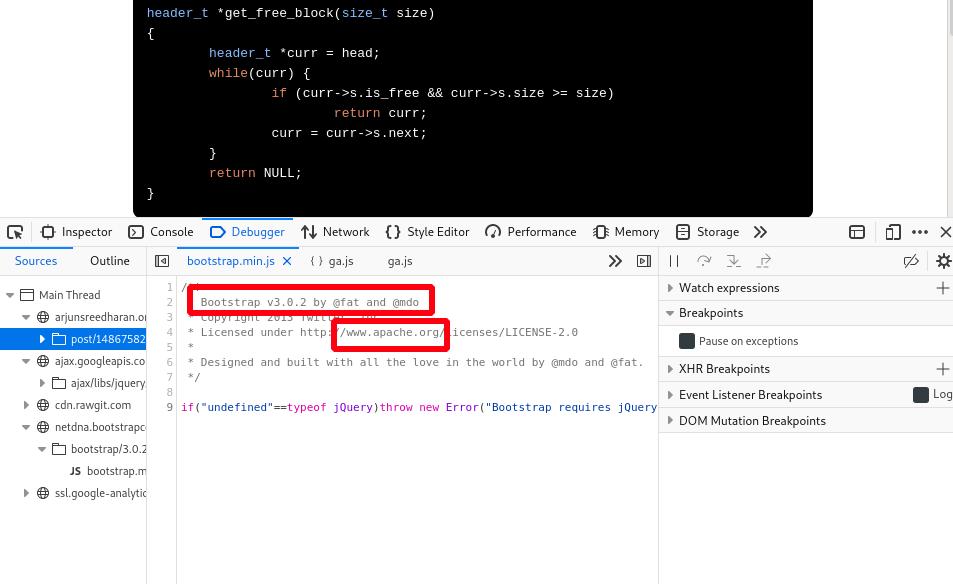 header_t *get_free_block(size_t size)
{
header_t *curr = head;
while(curr) {
if (curr->s.is_free && curr->s.size >= size)
return curr;
curr = curr->s.next;
}
return NULL;
}
Inspector Console Debugger Network Style Editor Performance Memory Storage
Sources Outline bootstrap.min.js ga.js ga.js
Main Thread
arjunsreedharan.o
post/14867582
ajax.googleapis.co
ajax/libs/jquery
cdn.rawgit.com
netdna.bootstrapc
bootstrap/3.0.2
JS bootstrap.m
ssl.google-analytic
1
2 Bootstrap v3.0.2 by @fat and @mdo
3 * Copyright 2013 Twitter
4 * Licensed under http://www.apache.org/licenses/LICENSE-2.0
5 *
6 * Designed and built with all the love in the world by @mdo and @fat.
7 */
8
9 if("undefined"==typeof jQuery)throw new Error("Bootstrap requires jQuery
Watch expressions
Breakpoints
Pause on exceptions
XHR Breakpoints
Event Listener Breakpoints Log
DOM Mutation Breakpoints